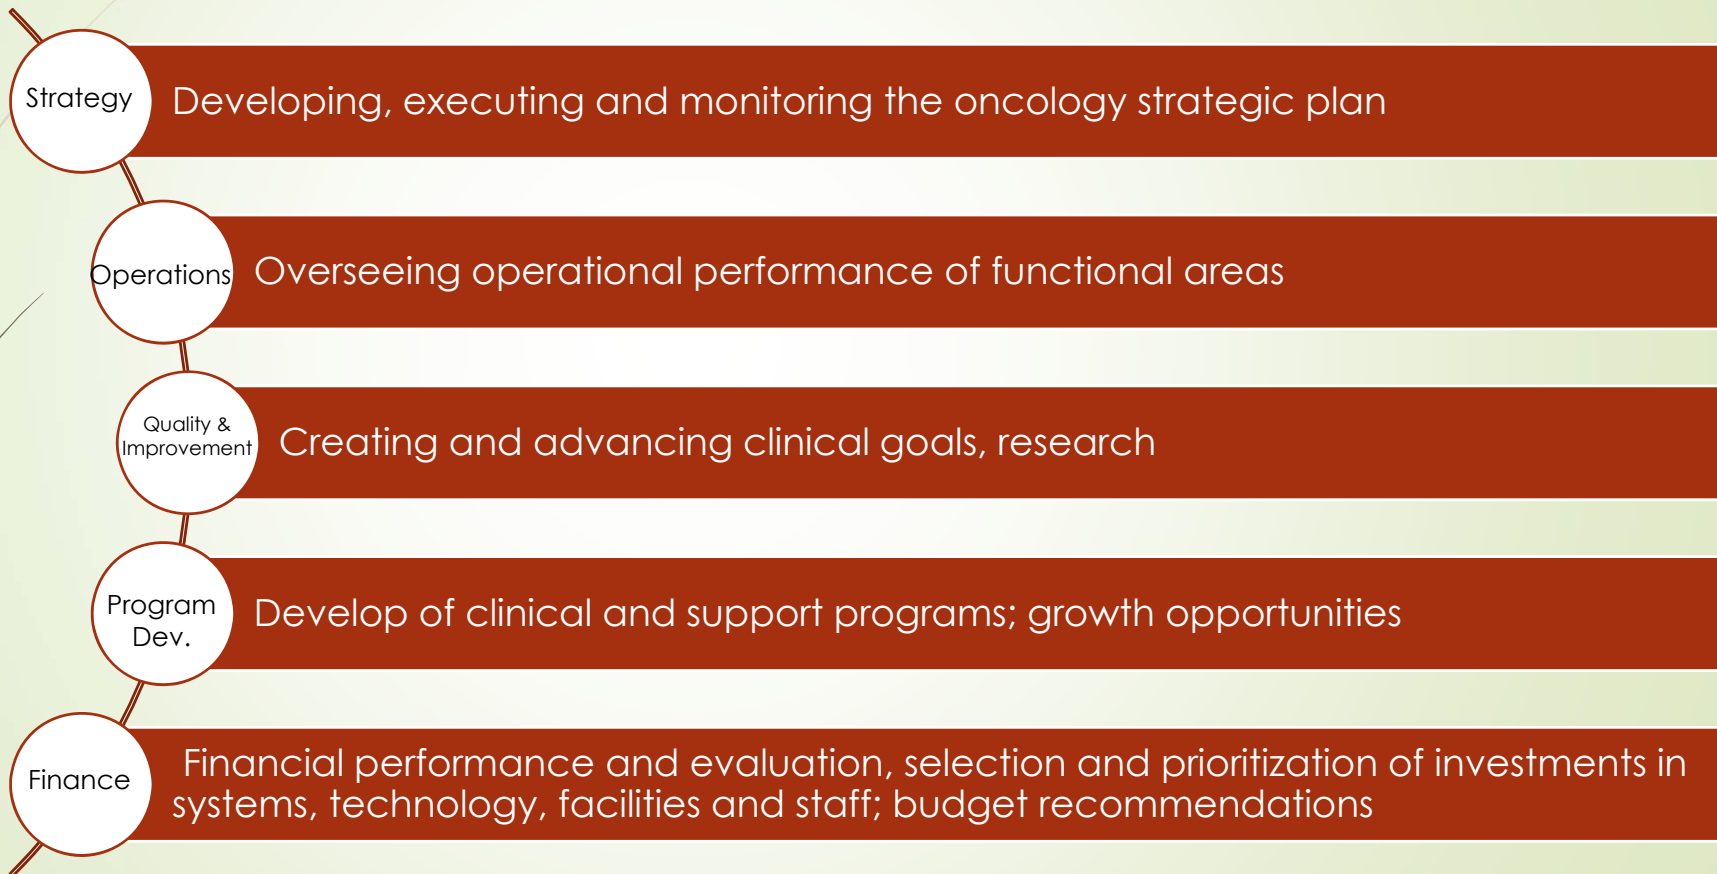 Strategy
Developing, executing and monitoring the oncology strategic plan
Operations
Overseeing operational performance of functional areas
Quality &
Improvement
Creating and advancing clinical goals, research
Program
Dev.
Develop of clinical and support programs; growth opportunities
Finance
Financial performance and evaluation, selection and prioritization of investments in
systems, technology, facilities and staff; budget recommendations